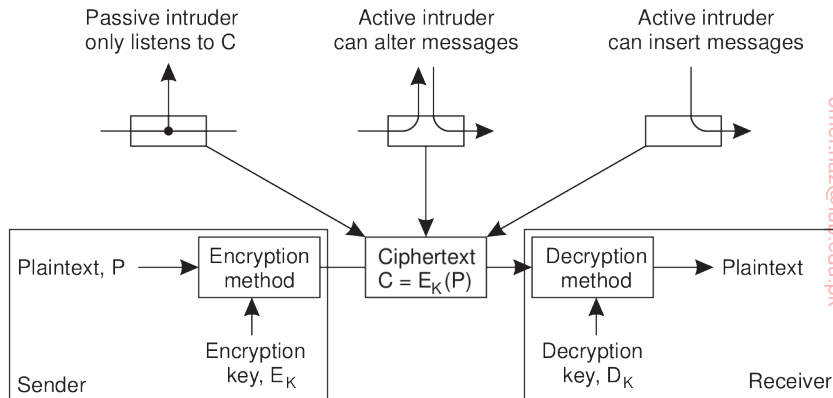 Passive intruder
only listens to C
Active intruder
can alter messages
Active intruder
can insert messages
Plaintext, P
Encryption
method
Ciphertext
C = E_K(P)
Decryption
method
Plaintext
Encryption
key, E_K
Decryption
key, D_K
Sender
Receiver